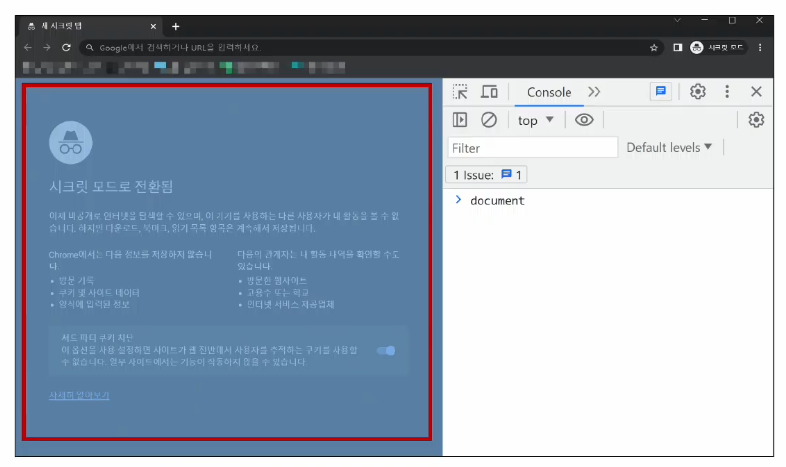 새 시크릿 탭
Google에서 검색하거나 URL을 입력하세요
시크릿 모드
시크릿 모드로 전환됨
이제 비공개로 인터넷을 탐색할 수 있으며, 이 기기를 사용하는 다른 사용자가 내 활동을 볼 수 없
습니다. 하지만 다운로드, 북마크, 읽기 목록 항목은 계속해서 저장됩니다.
Chrome에서는 다음 정보를 저장하지 않습니
다.
• 방문 기록
• 쿠키 및 사이트 데이터
• 양식에 입력된 정보
다음의 관계자는 내 활동 내역을 확인할 수도
있습니다.
• 방문한 웹사이트
• 고용주 또는 학교
• 인터넷 서비스 제공업체
서드 파티 쿠키 차단
이 옵션을 사용 설정하면 사이트가 웹 전반에서 사용자를 추적하는 쿠키를 사용할
수 없습니다. 일부 사이트에서는 기능이 작동하지 않을 수 있습니다.
자세히 알아보기
Console
top
Filter
Default levels
1 Issue: 1
document